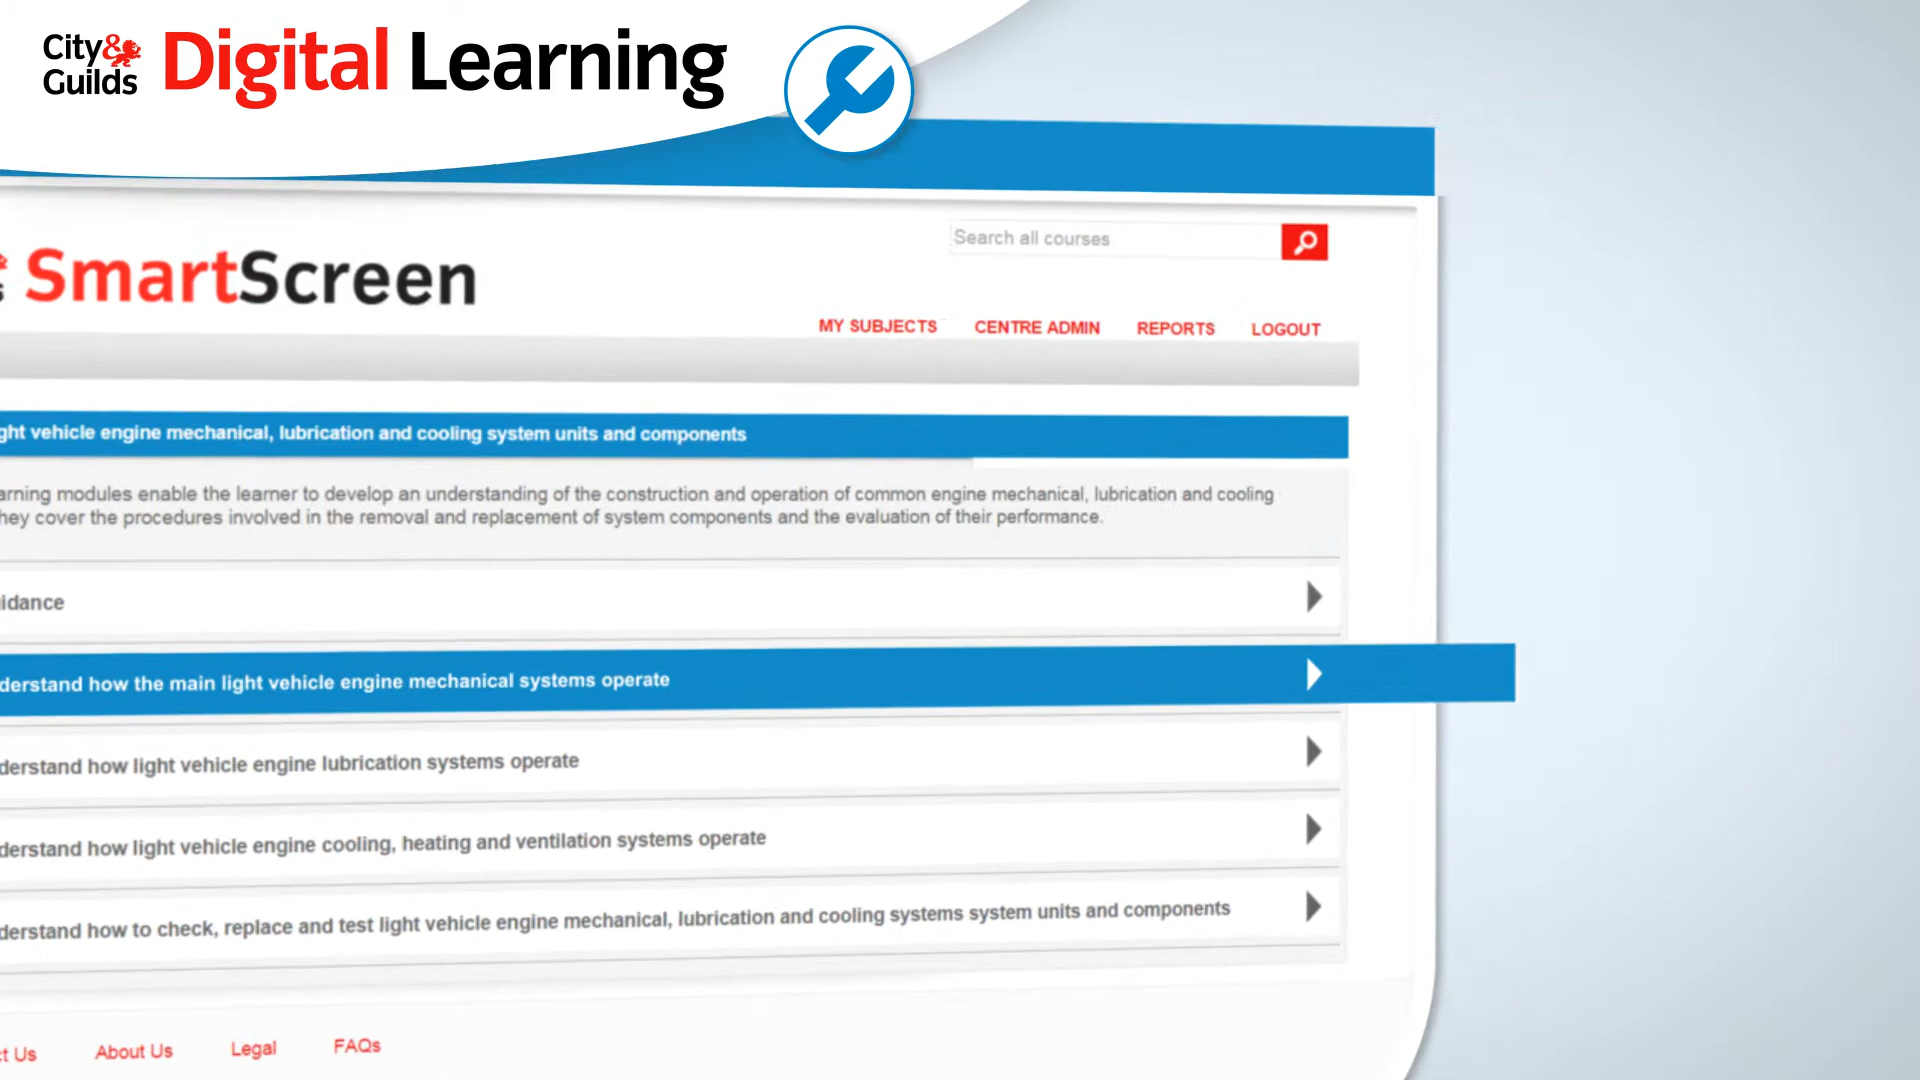 City&
Guilds
Digital Learning
SmartScreen
Search all courses
MY SUBJECTS CENTRE ADMIN REPORTS LOGOUT
ght vehicle engine mechanical, lubrication and cooling system units and components
arning modules enable the learner to develop an understanding of the construction and operation of common engine mechanical, lubrication and cooling
hey cover the procedures involved in the removal and replacement of system components and the evaluation of their performance.
idance
derstand how the main light vehicle engine mechanical systems operate
derstand how light vehicle engine lubrication systems operate
derstand how light vehicle engine cooling, heating and ventilation systems operate
derstand how to check, replace and test light vehicle engine mechanical, lubrication and cooling systems system units and components
t Us About Us Legal FAQs